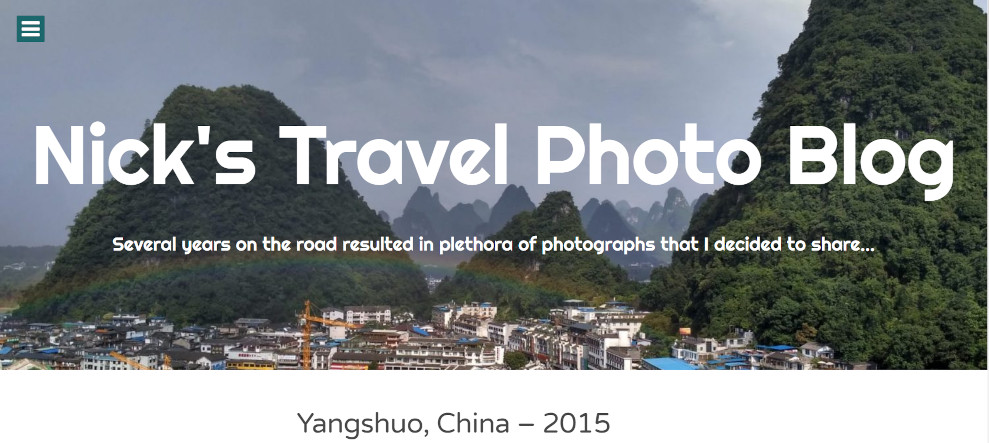 Nick's Travel Photo Blog
Several years on the road resulted in plethora of photographs that I decided to share...
Yangshuo, China – 2015